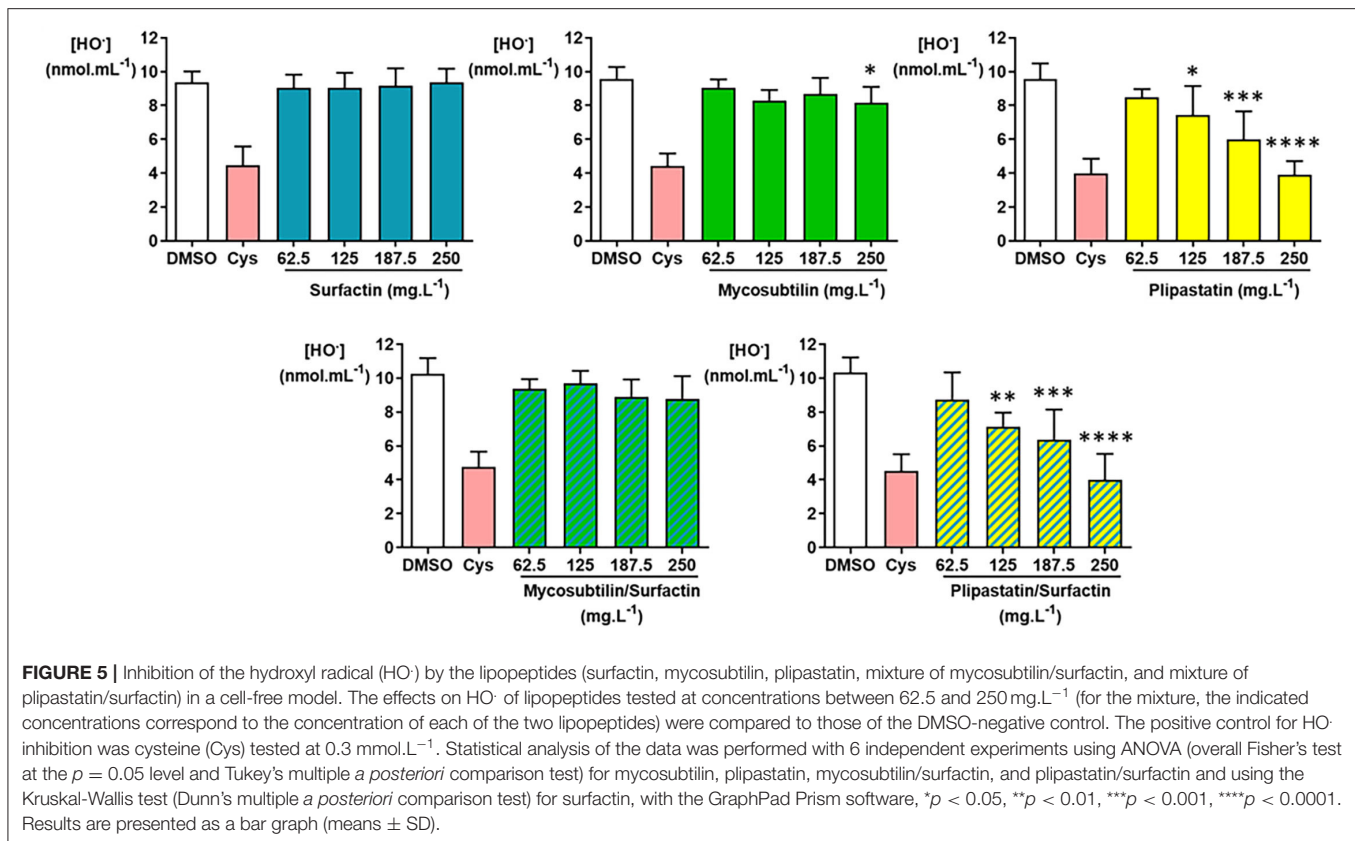 [HO·]
(nmol.mL⁻¹)
12
10
8
6
4
2
0
DMSO Cys 62.5 125 187.5 250
Surfactin (mg.L⁻¹)
[HO·]
(nmol.mL⁻¹)
12
10
8
6
4
2
0
*
DMSO Cys 62.5 125 187.5 250
Mycosubtilin (mg.L⁻¹)
[HO·]
(nmol.mL⁻¹)
12
10
8
6
4
2
0
* *** ****
DMSO Cys 62.5 125 187.5 250
Plipastatin (mg.L⁻¹)
[HO·]
(nmol.mL⁻¹)
12
10
8
6
4
2
0
DMSO Cys 62.5 125 187.5 250
Mycosubtilin/Surfactin
(mg.L⁻¹)
[HO·]
(nmol.mL⁻¹)
12
10
8
6
4
2
0
** *** ****
DMSO Cys 62.5 125 187.5 250
Plipastatin/Surfactin
(mg.L⁻¹)
FIGURE 5 | Inhibition of the hydroxyl radical (HO·) by the lipopeptides (surfactin, mycosubtilin, plipastatin, mixture of mycosubtilin/surfactin, and mixture of
plipastatin/surfactin) in a cell-free model. The effects on HO· of lipopeptides tested at concentrations between 62.5 and 250 mg.L⁻¹ (for the mixture, the indicated
concentrations correspond to the concentration of each of the two lipopeptides) were compared to those of the DMSO-negative control. The positive control for HO·
inhibition was cysteine (Cys) tested at 0.3 mmol.L⁻¹. Statistical analysis of the data was performed with 6 independent experiments using ANOVA (overall Fisher's test
at the p = 0.05 level and Tukey's multiple a posteriori comparison test) for mycosubtilin, plipastatin, mycosubtilin/surfactin, and plipastatin/surfactin and using the
Kruskal-Wallis test (Dunn's multiple a posteriori comparison test) for surfactin, with the GraphPad Prism software, *p < 0.05, **p < 0.01, ***p < 0.001, ****p < 0.0001.
Results are presented as a bar graph (means ± SD).